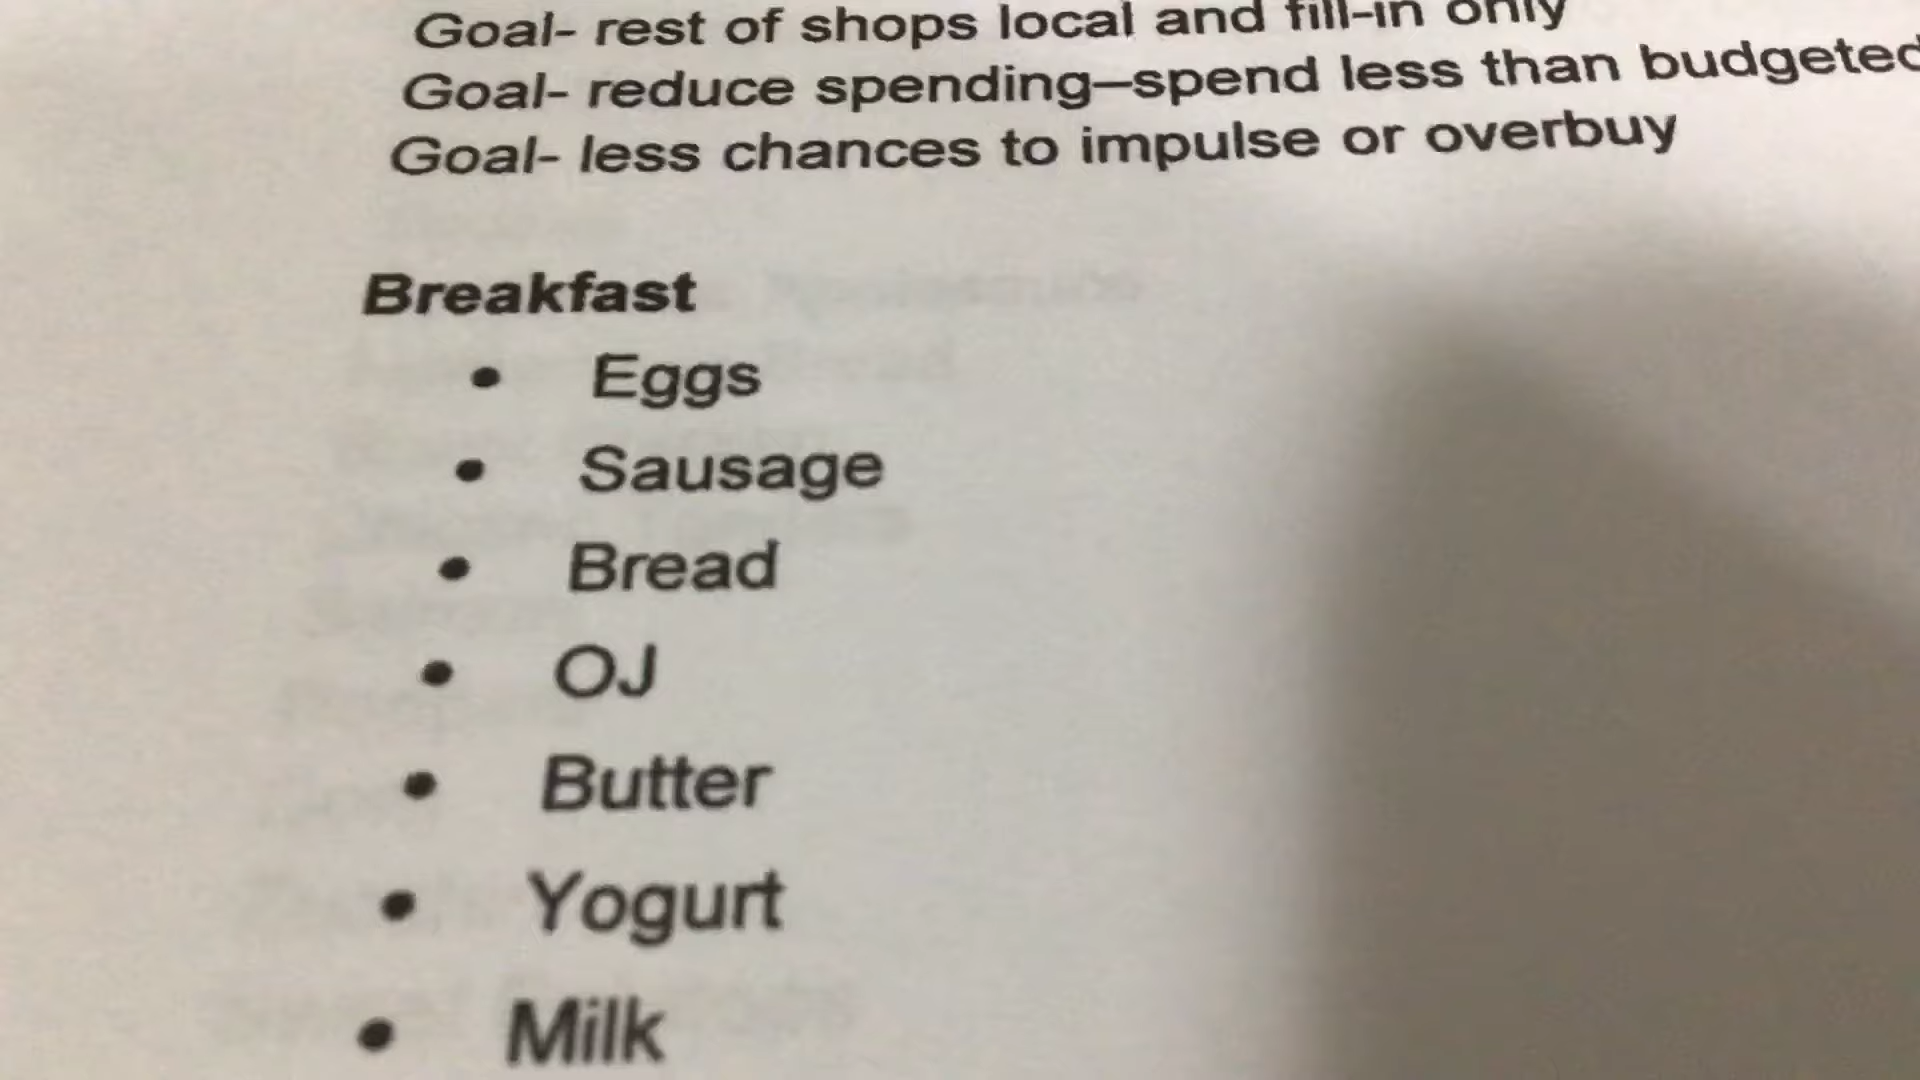 Goal- rest of shops local and fill-in only
Goal- reduce spending—spend less than budgeted
Goal- less chances to impulse or overbuy
Breakfast
• Eggs
• Sausage
• Bread
• OJ
• Butter
• Yogurt
• Milk